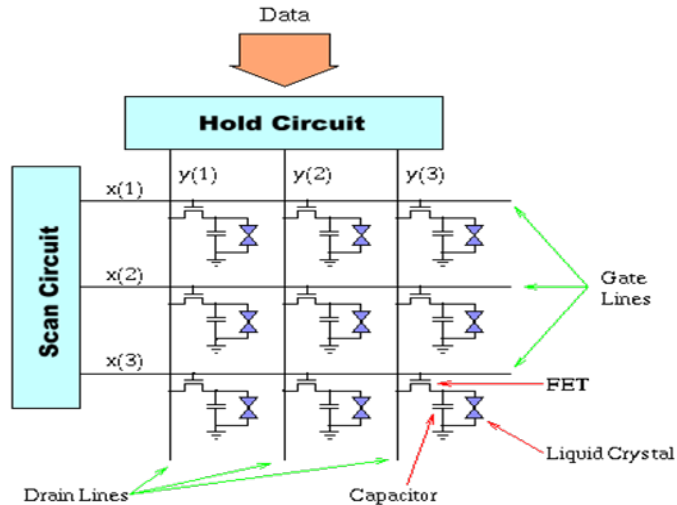 Data
Hold Circuit
y(1) y(2) y(3)
x(1)
x(2)
x(3)
Scan Circuit
Gate
Lines
FET
Liquid Crystal
Drain Lines
Capacitor